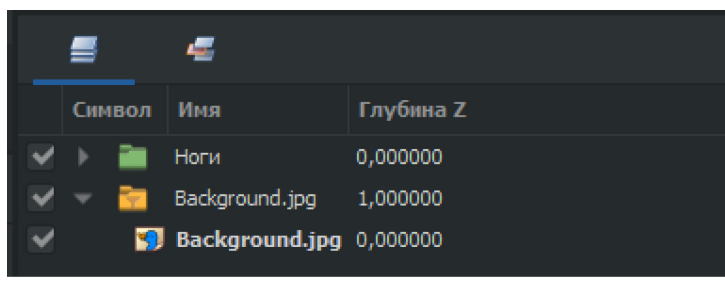 Символ Имя Глубина Z
Ноги 0,000000
Background.jpg 1,000000
Background.jpg 0,000000